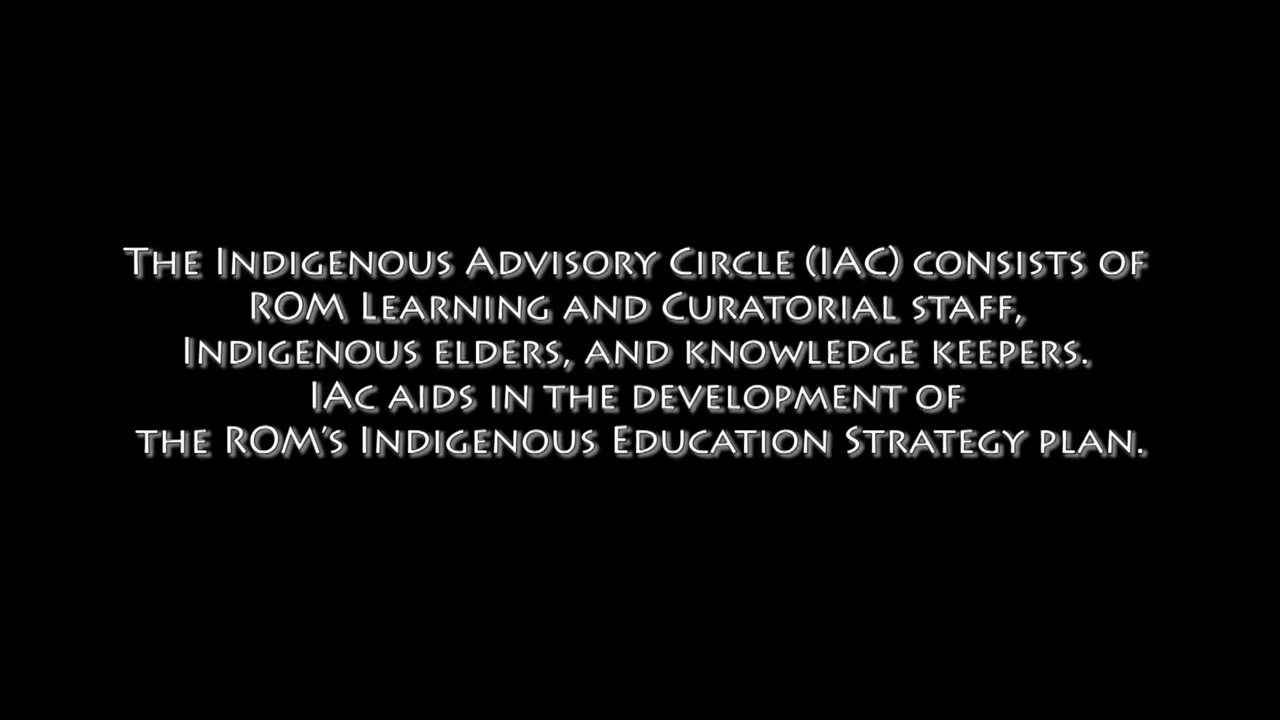 The Indigenous Advisory Circle (IAC) consists of
ROM Learning and Curatorial staff,
Indigenous elders, and knowledge keepers.
IAc aids in the development of
the ROM's Indigenous Education Strategy plan.